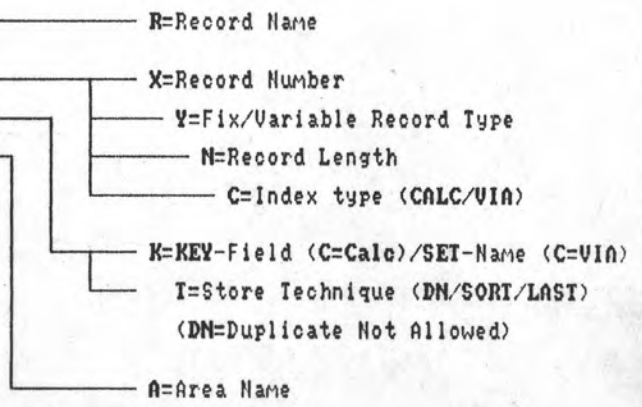 R=Record Name
X=Record Number
Y=Fix/Variable Record Type
N=Record Length
C=Index type (CALC/VIA)
K=KEY-Field (C=Calc)/SET-Name (C=VIA)
T=Store Technique (DN/SORT/LAST)
(DN=Duplicate Not Allowed)
A=Area Name